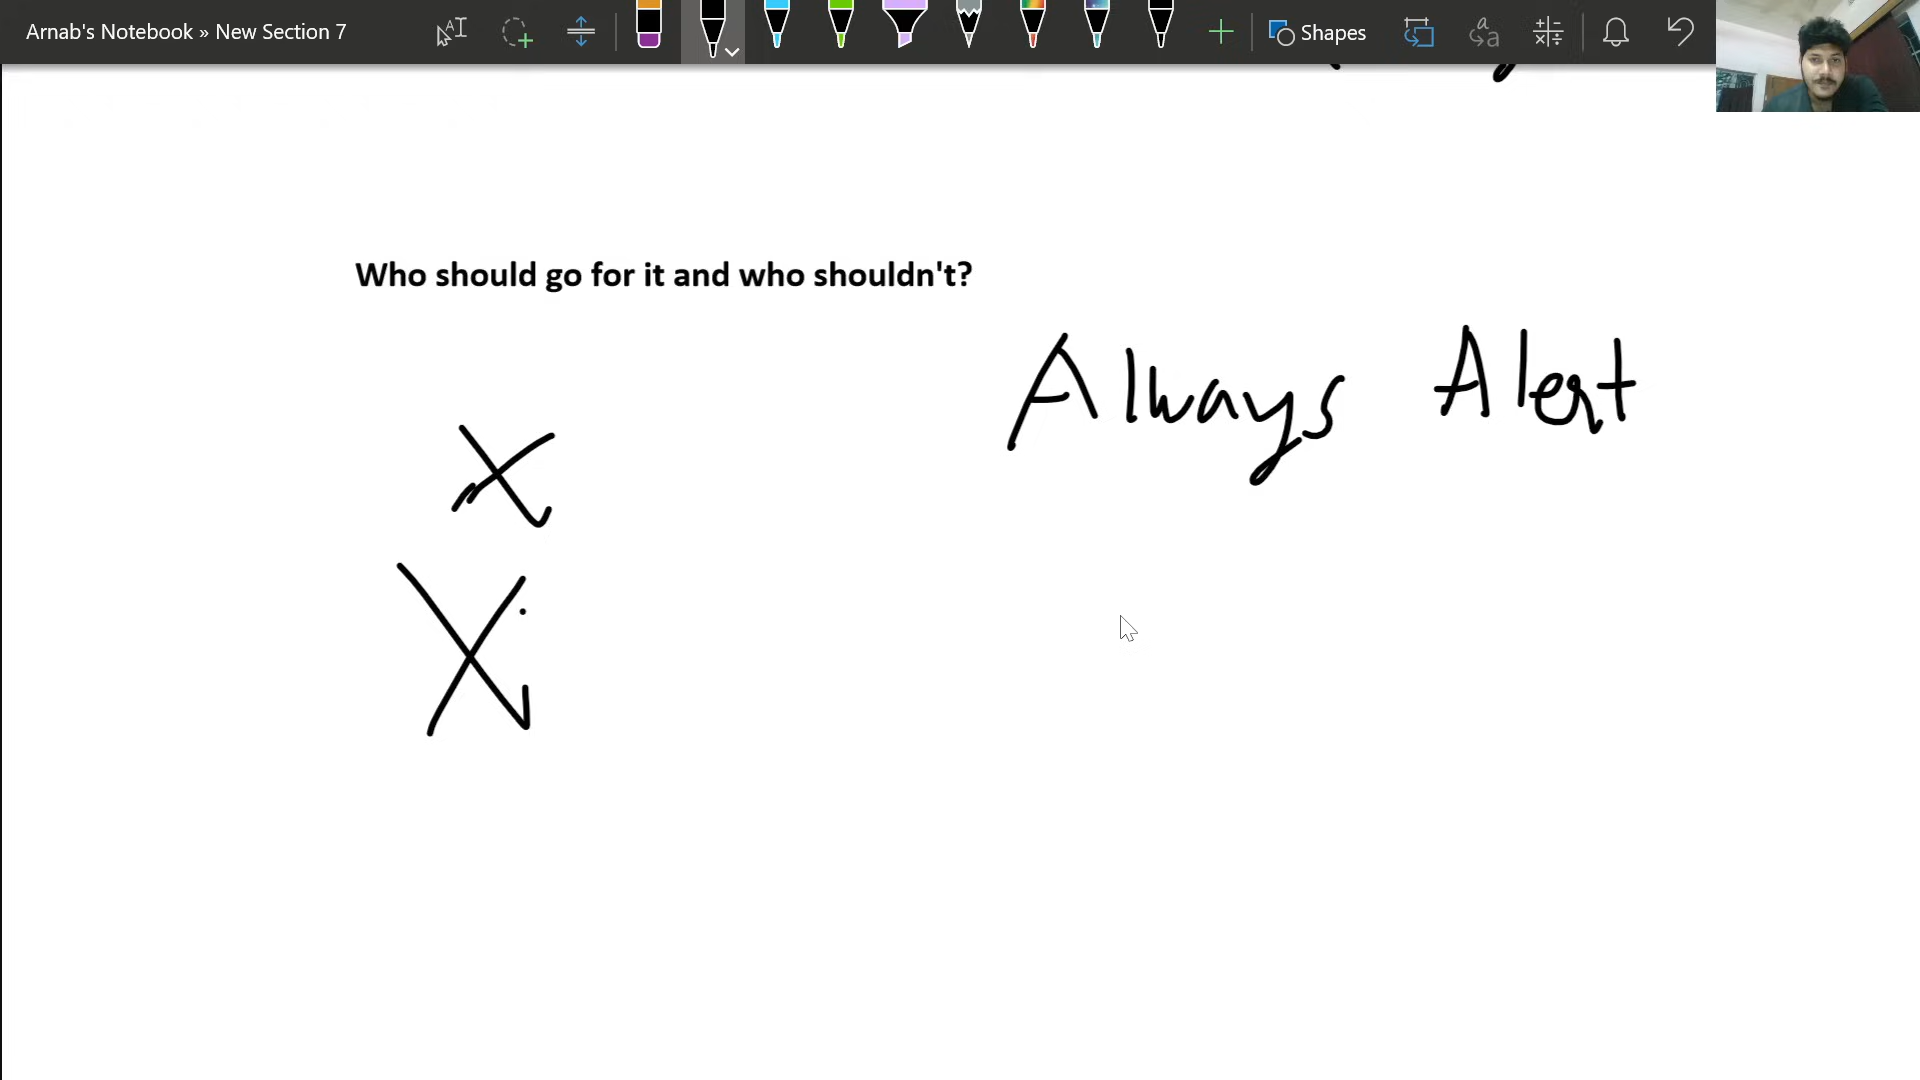 Arnab's Notebook » New Section 7
Shapes
Who should go for it and who shouldn't?
Always Alert
X
X